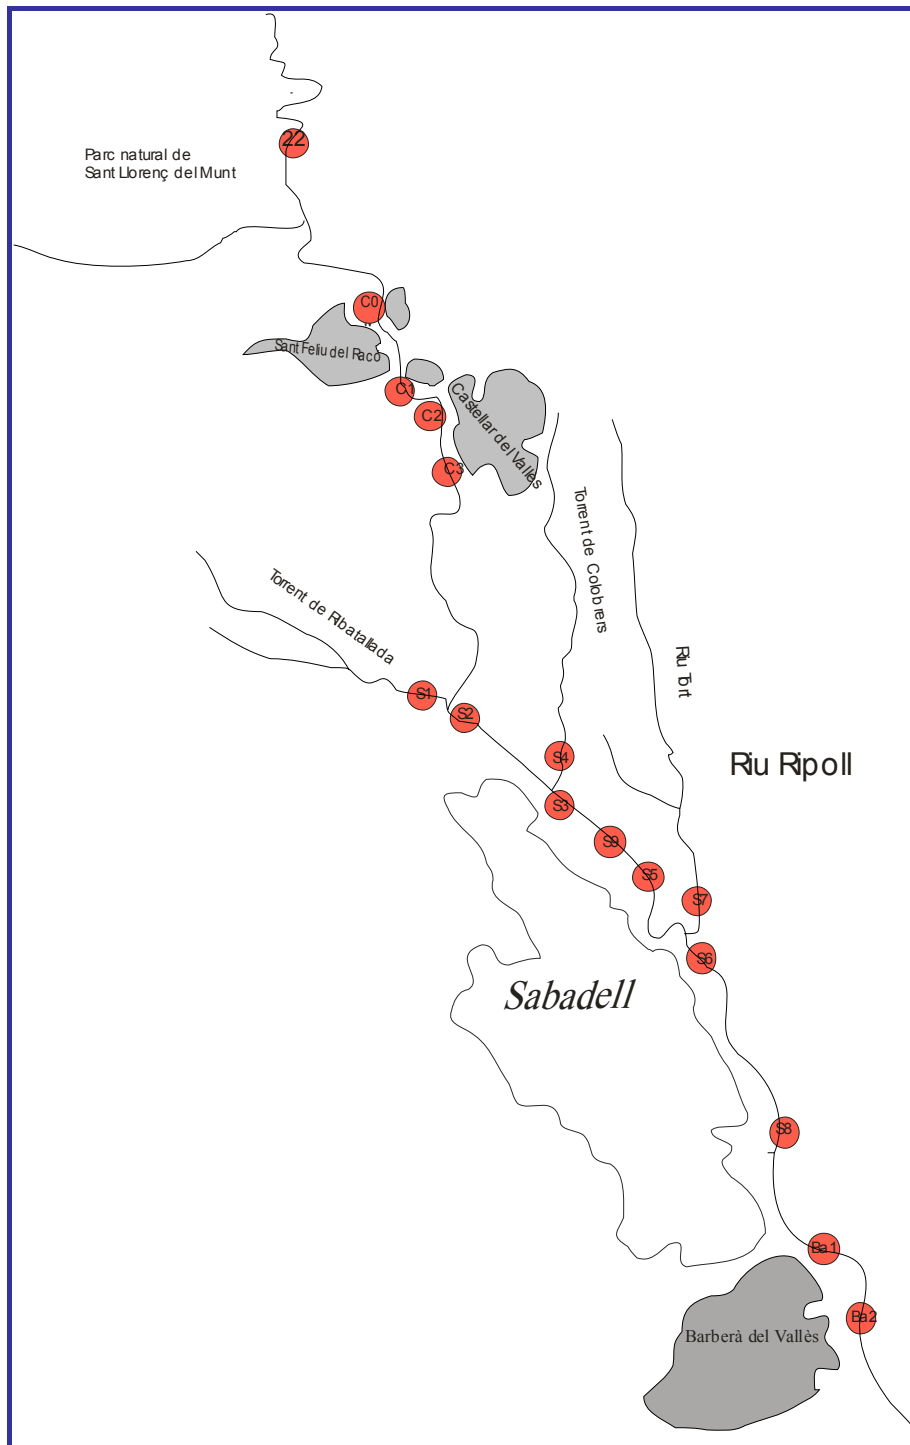 22
Parc natural de
Sant Llorenç del Munt
C0
Sant Feliu del Racó
C1
C2
Castellar del Vallès
C3
Torrent de Colobrers
Torrent de Ribatallada
Riu Tort
S1
S2
S4
Riu Ripoll
S3
S9
S5
S7
S6
Sabadell
S8
Ba1
Ba2
Barberà del Vallès